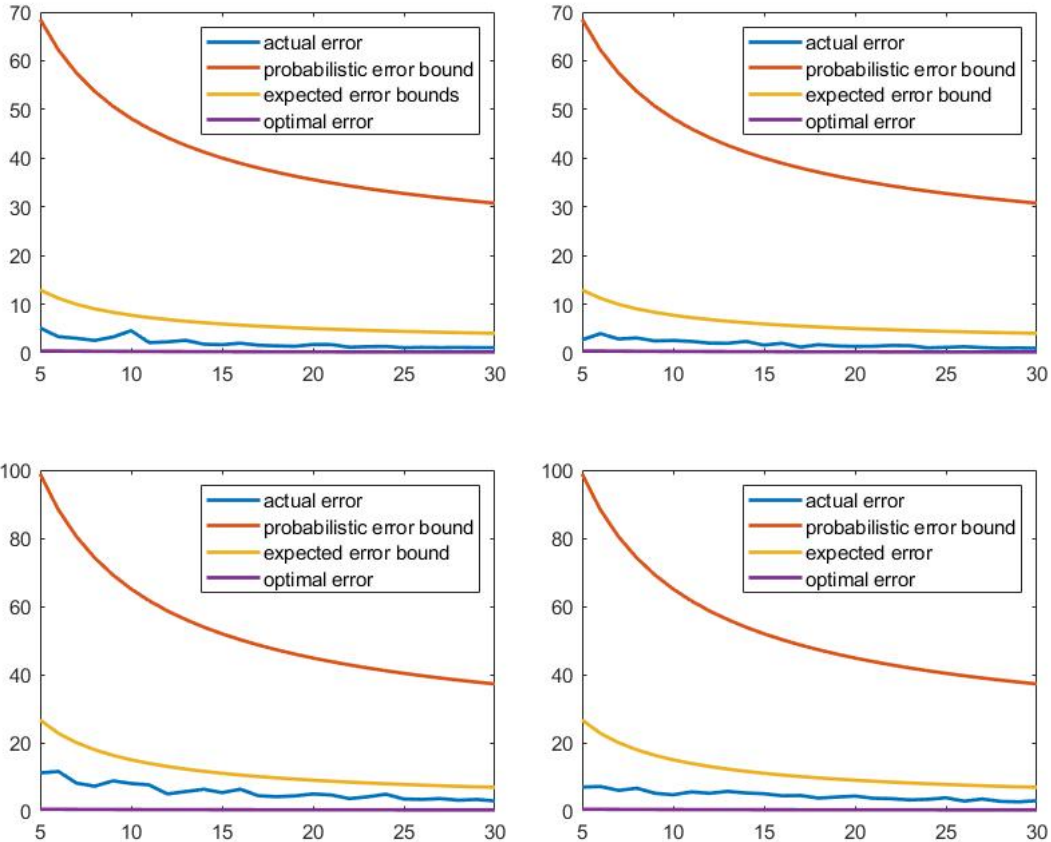 70
60
50
40
30
20
10
0
5 10 15 20 25 30
actual error
probabilistic error bound
expected error bounds
optimal error
70
60
50
40
30
20
10
0
5 10 15 20 25 30
actual error
probabilistic error bound
expected error bound
optimal error
100
80
60
40
20
0
5 10 15 20 25 30
actual error
probabilistic error bound
expected error bound
optimal error
100
80
60
40
20
0
5 10 15 20 25 30
actual error
probabilistic error bound
expected error
optimal error